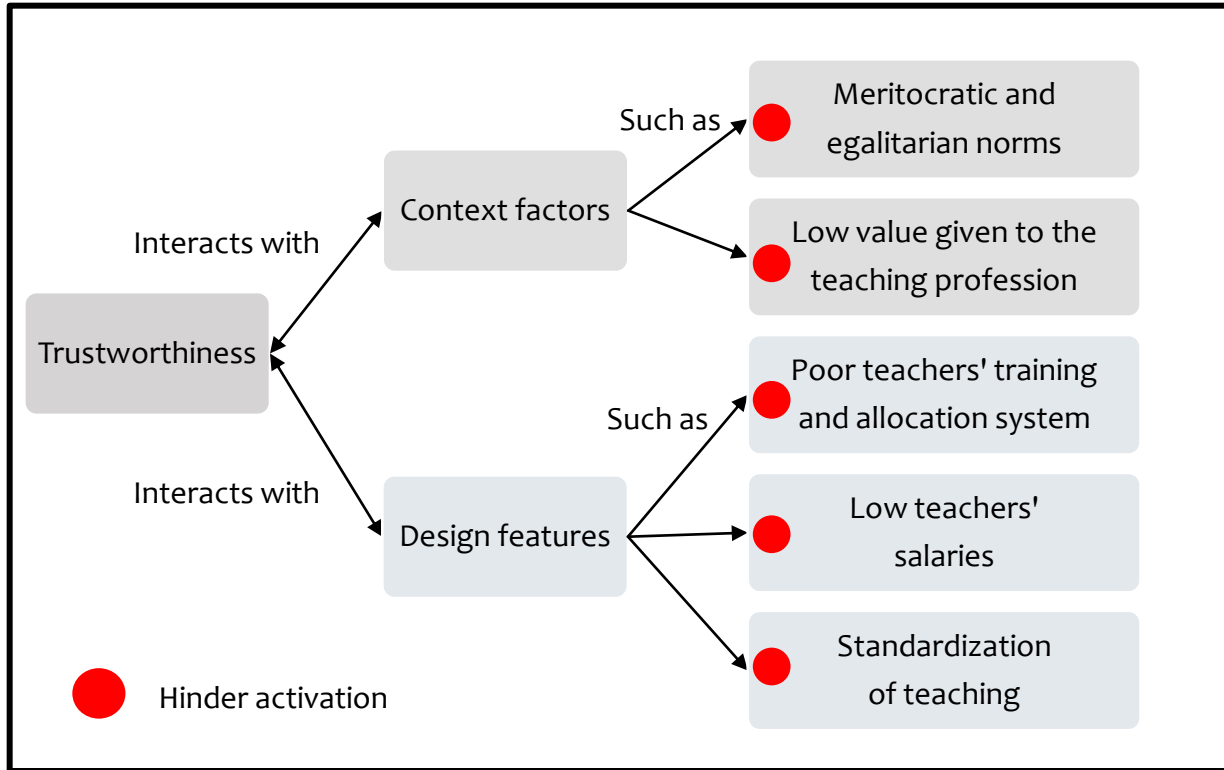 Meritocratic and
egalitarian norms
Such as
Context factors
Low value given to the
teaching profession
Interacts with
Trustworthiness
Poor teachers' training
and allocation system
Such as
Interacts with
Design features
Low teachers'
salaries
Standardization
of teaching
Hinder activation